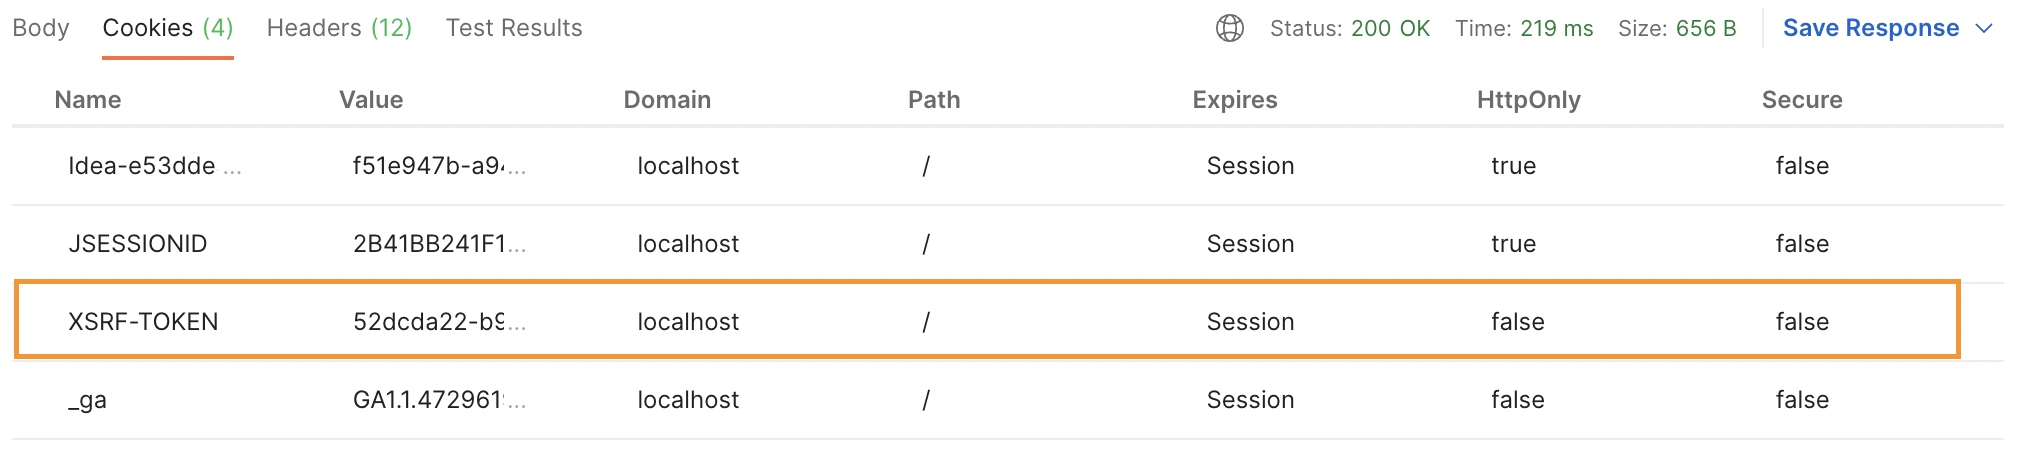 Body Cookies (4) Headers (12) Test Results Status: 200 OK Time: 219 ms Size: 656 B Save Response
Name Value Domain Path Expires HttpOnly Secure
Idea-e53dde ... f51e947b-a9... localhost / Session true false
JSESSIONID 2B41BB241F1... localhost / Session true false
XSRF-TOKEN 52dcda22-b9... localhost / Session false false
_ga GA1.1.472961... localhost / Session false false